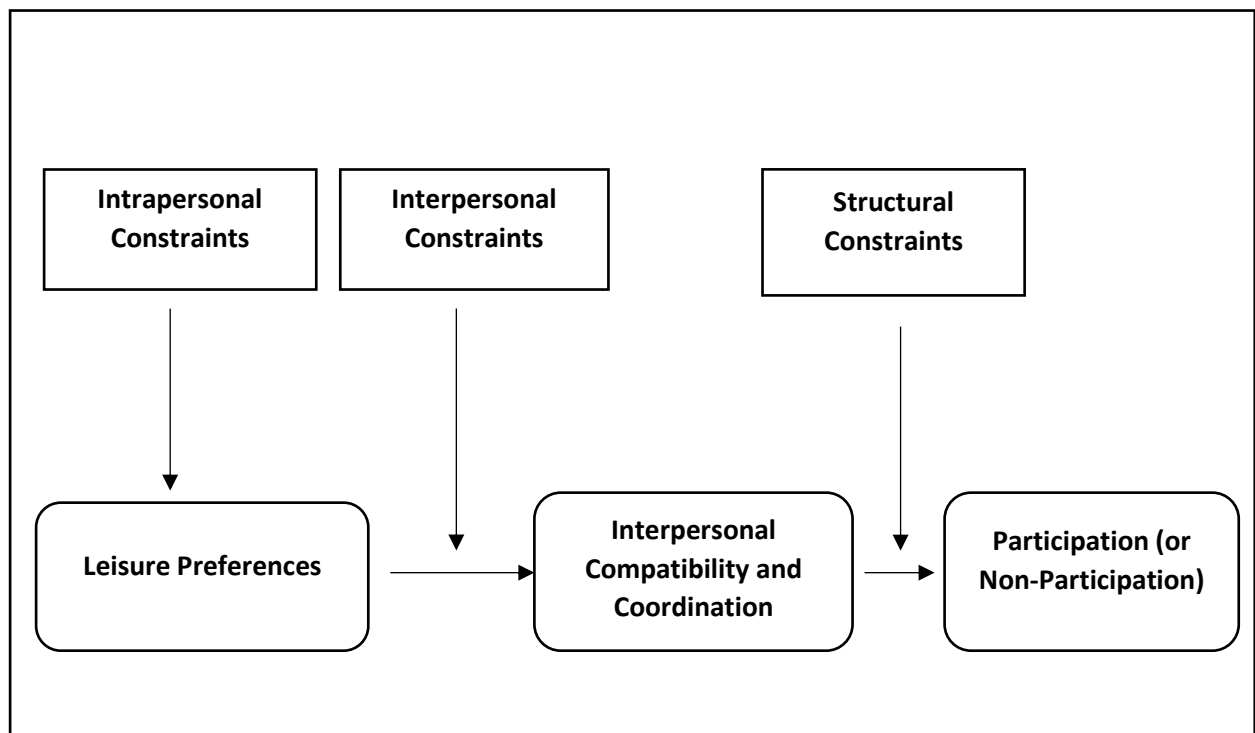 Intrapersonal
Constraints
Interpersonal
Constraints
Structural
Constraints
Leisure Preferences
Interpersonal
Compatibility and
Coordination
Participation (or
Non-Participation)